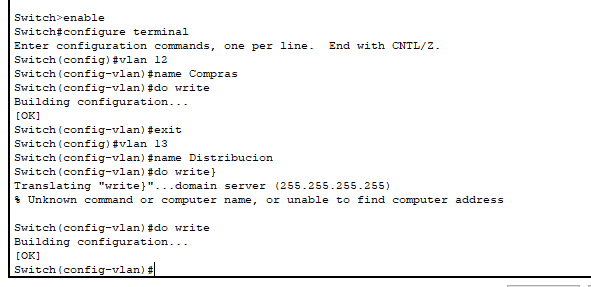 Switch>enable
Switch#configure terminal
Enter configuration commands, one per line.  End with CNTL/Z.
Switch(config)#vlan 12
Switch(config-vlan)#name Compras
Switch(config-vlan)#do write
Building configuration...
[OK]
Switch(config-vlan)#exit
Switch(config)#vlan 13
Switch(config-vlan)#name Distribucion
Switch(config-vlan)#do write}
Translating "write}"...domain server (255.255.255.255)
% Unknown command or computer name, or unable to find computer address

Switch(config-vlan)#do write
Building configuration...
[OK]
Switch(config-vlan)#